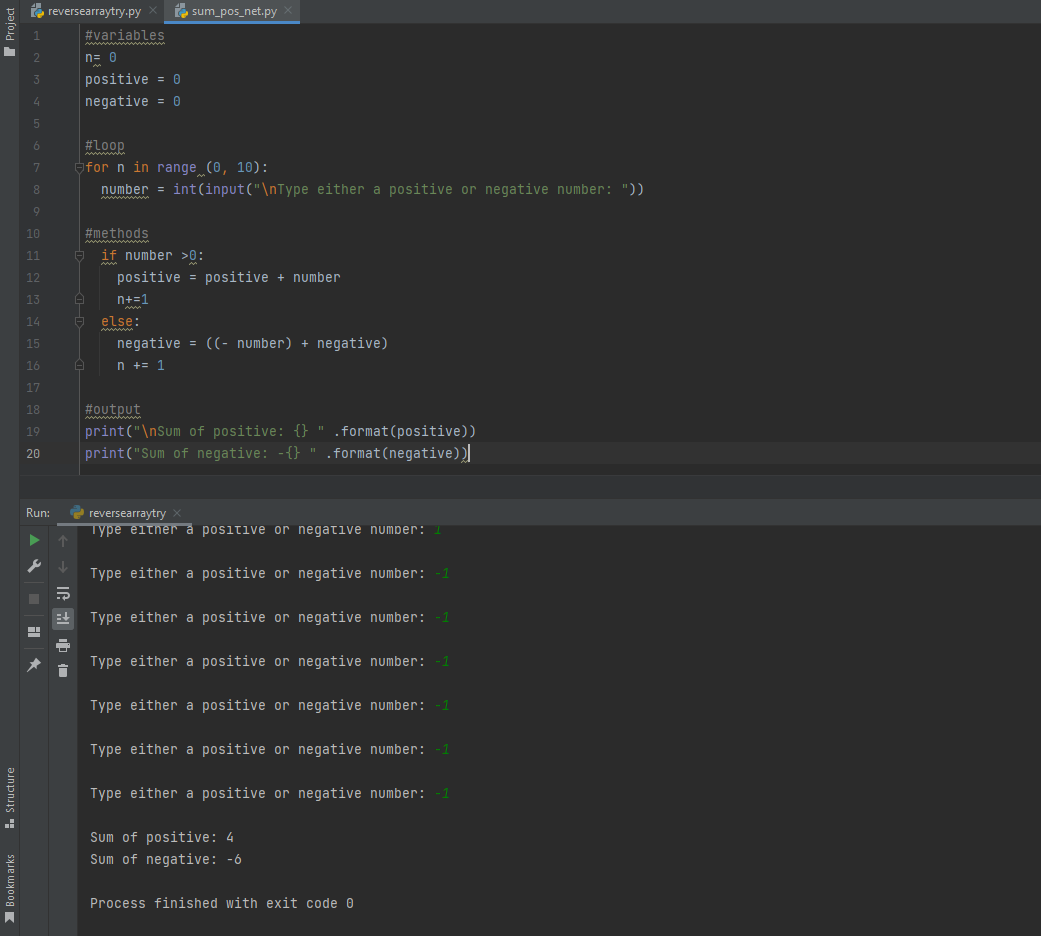 Project
reversearraytry.py
sum_pos_net.py
1 #variables
2 n= 0
3 positive = 0
4 negative = 0
5
6 #loop
7 for n in range (0, 10):
8 number = int(input("\nType either a positive or negative number: "))
9
10 #methods
11 if number >0:
12 positive = positive + number
13 n+=1
14 else:
15 negative = ((- number) + negative)
16 n += 1
17
18 #output
19 print("\nSum of positive: {} " .format(positive))
20 print("Sum of negative: -{} " .format(negative))
Run: reversearraytry
Type either a positive or negative number: 1
Type either a positive or negative number: -1
Type either a positive or negative number: -1
Type either a positive or negative number: -1
Type either a positive or negative number: -1
Type either a positive or negative number: -1
Type either a positive or negative number: -1
Sum of positive: 4
Sum of negative: -6
Process finished with exit code 0
Structure
Bookmarks